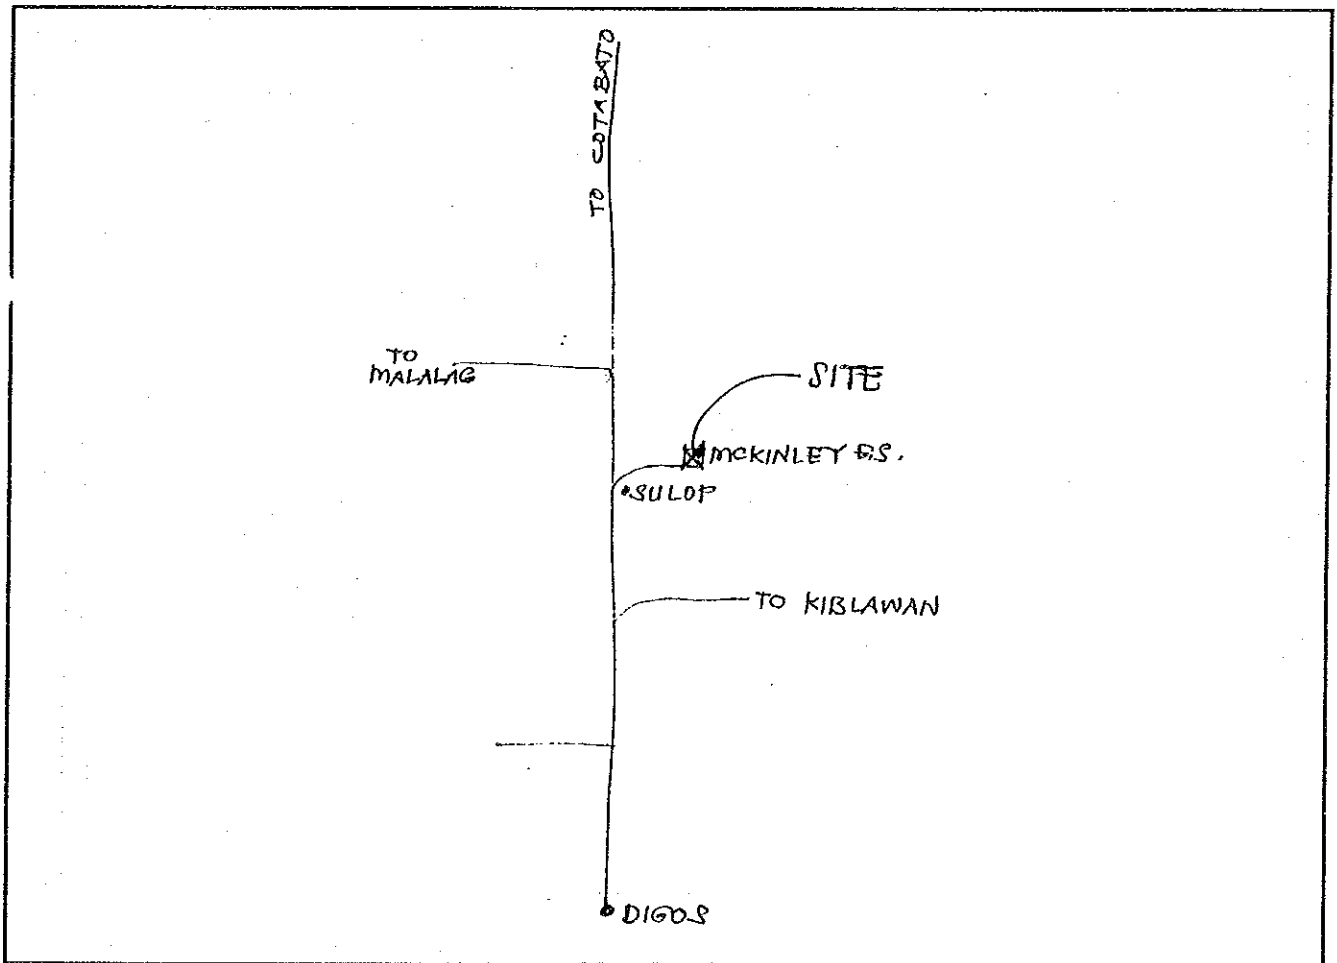 TO COTABATO
TO
MALALAG
SITE
MCKINLEY E.S.
SULOP
TO KIBLAWAN
DIGOS